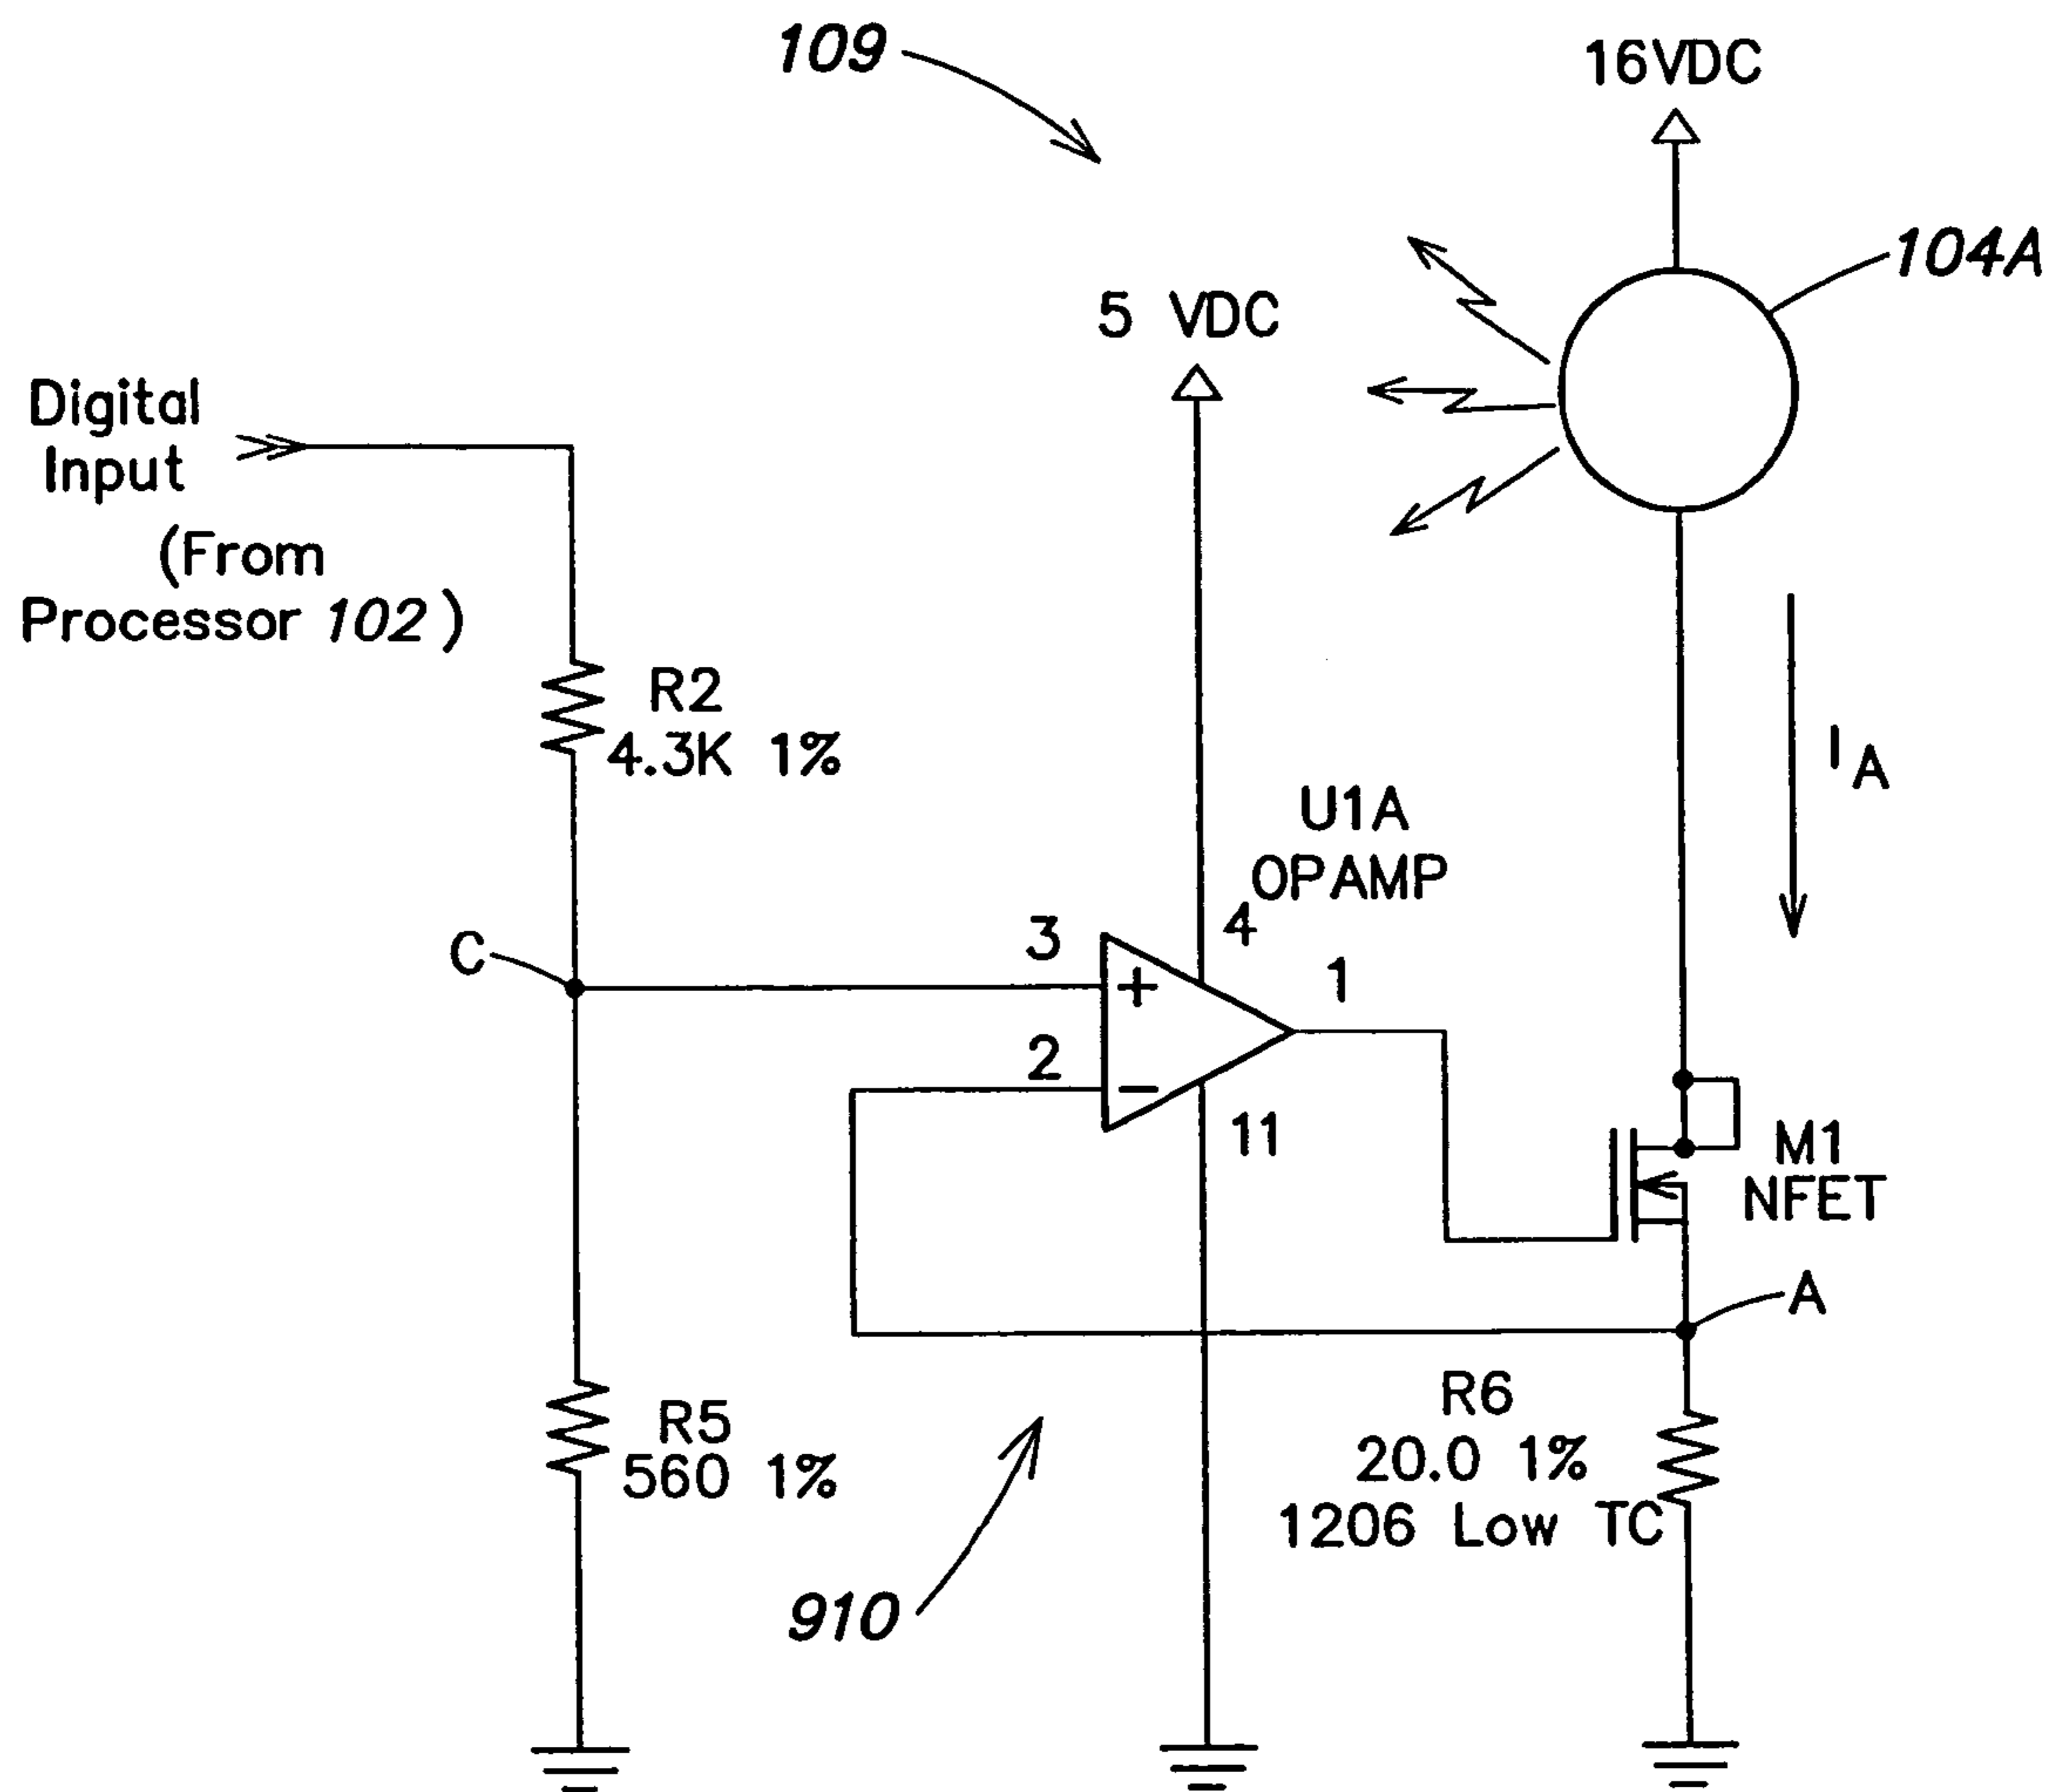 109
16VDC
104A
5 VDC
Digital
Input
(From
Processor 102)
R2
4.3K 1%
I A
U1A
OPAMP
C
3
4
1
+
2
−
11
M1
NFET
A
R6
20.0 1%
1206 Low TC
R5
560 1%
910